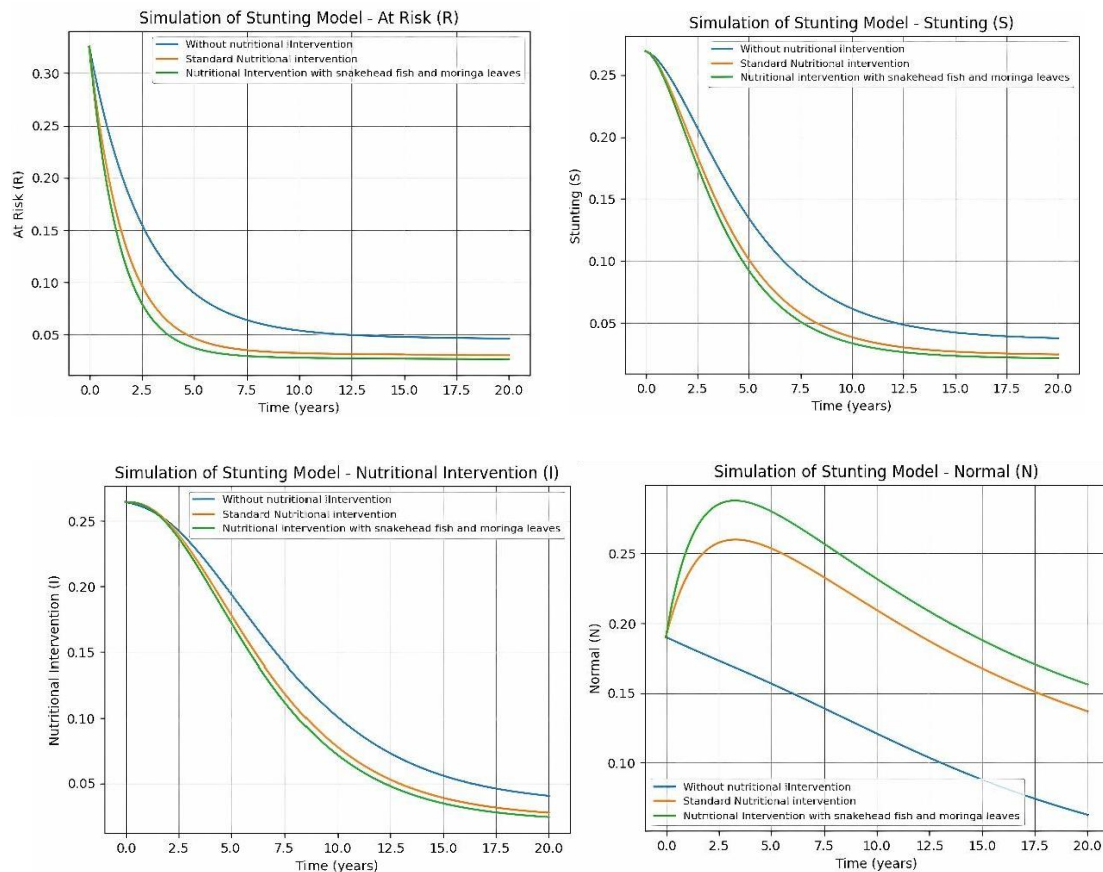 Simulation of Stunting Model - At Risk (R)
Without nutritional iIntervention
Standard Nutritional intervention
Nutritional Intervention with snakehead fish and moringa leaves
At Risk (R)
0.30
0.25
0.20
0.15
0.10
0.05
0.0 2.5 5.0 7.5 10.0 12.5 15.0 17.5 20.0
Time (years)
Simulation of Stunting Model - Stunting (S)
Without nutritional iIntervention
Standard Nutritional intervention
Nutritional intervention with snakehead fish and moringa leaves
Stunting (S)
0.25
0.20
0.15
0.10
0.05
0.0 2.5 5.0 7.5 10.0 12.5 15.0 17.5 20.0
Time (years)
Simulation of Stunting Model - Nutritional Intervention (I)
Without nutritional iIntervention
Standard Nutritional intervention
Nutritional intervention with snakehead fish and moringa leaves
Nutritional Intervention (I)
0.25
0.20
0.15
0.10
0.05
0.0 2.5 5.0 7.5 10.0 12.5 15.0 17.5 20.0
Time (years)
Simulation of Stunting Model - Normal (N)
Normal (N)
0.25
0.20
0.15
0.10
Without nutritional iIntervention
Standard Nutritional intervention
Nutritional Intervention with snakehead fish and moringa leaves
0.0 2.5 5.0 7.5 10.0 12.5 15.0 17.5 20.0
Time (years)